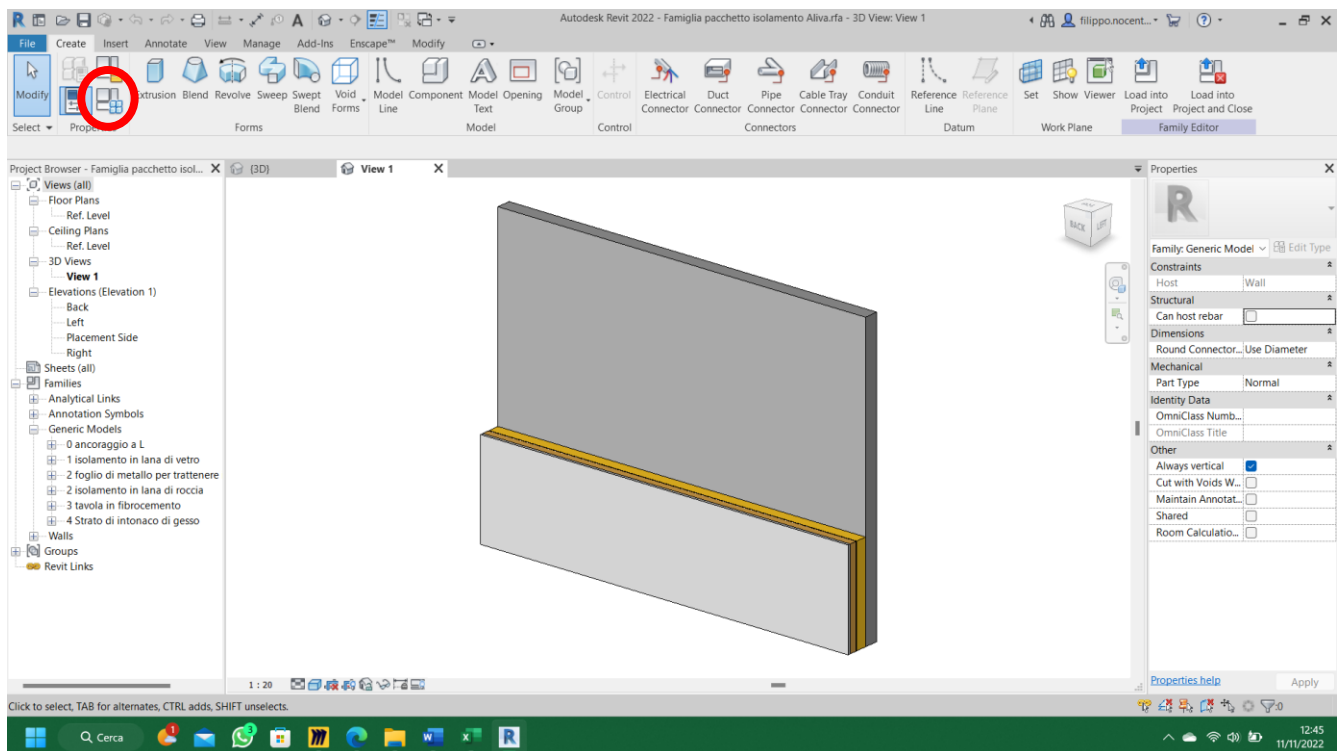 Autodesk Revit 2022 - Famiglia pacchetto isolamento Aliva.rfa - 3D View: View 1
filippo.nocent...
File Create Insert Annotate View Manage Add-Ins Enscape™ Modify
Modify Extrusion Blend Revolve Sweep Swept Blend Void Forms Model Line Component Model Text Opening Model Group Control Electrical Connector Duct Connector Pipe Connector Cable Tray Connector Conduit Connector Reference Line Reference Plane Set Show Viewer Load into Project Load into Project and Close
Select Forms Model Control Connectors Datum Work Plane Family Editor
Project Browser - Famiglia pacchetto isol... X
Views (all)
Floor Plans
Ref. Level
Ceiling Plans
Ref. Level
3D Views
View 1
Elevations (Elevation 1)
Back
Left
Placement Side
Right
Sheets (all)
Families
Analytical Links
Annotation Symbols
Generic Models
0 ancoraggio a L
1 isolamento in lana di vetro
2 foglio di metallo per trattenere
2 isolamento in lana di roccia
3 tavola in fibrocemento
4 Strato di intonaco di gesso
Walls
Groups
Revit Links
{3D} View 1 X
BACK LEFT
Properties X
Family: Generic Model Edit Type
Constraints
Host Wall
Structural
Can host rebar
Dimensions
Round Connector... Use Diameter
Mechanical
Part Type Normal
Identity Data
OmniClass Numb...
OmniClass Title
Other
Always vertical
Cut with Voids W...
Maintain Annotat...
Shared
Room Calculatio...
Properties help Apply
1 : 20
Click to select, TAB for alternates, CTRL adds, SHIFT unselects.
:0
Cerca
12:45
11/11/2022